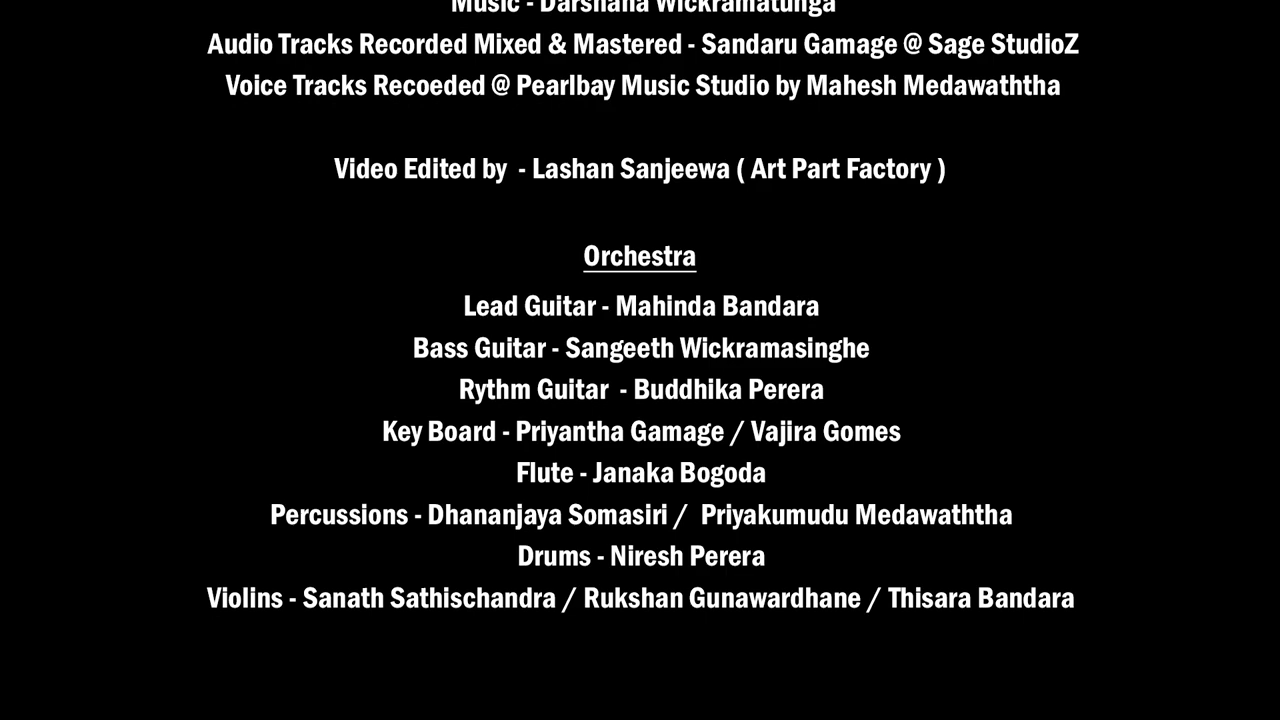 Music - Darshana Wickramatunga
Audio Tracks Recorded Mixed & Mastered - Sandaru Gamage @ Sage StudioZ
Voice Tracks Recoeded @ Pearlbay Music Studio by Mahesh Medawaththa
Video Edited by - Lashan Sanjeewa ( Art Part Factory )
Orchestra
Lead Guitar - Mahinda Bandara
Bass Guitar - Sangeeth Wickramasinghe
Rythm Guitar - Buddhika Perera
Key Board - Priyantha Gamage / Vajira Gomes
Flute - Janaka Bogoda
Percussions - Dhananjaya Somasiri / Priyakumudu Medawaththa
Drums - Niresh Perera
Violins - Sanath Sathischandra / Rukshan Gunawardhane / Thisara Bandara